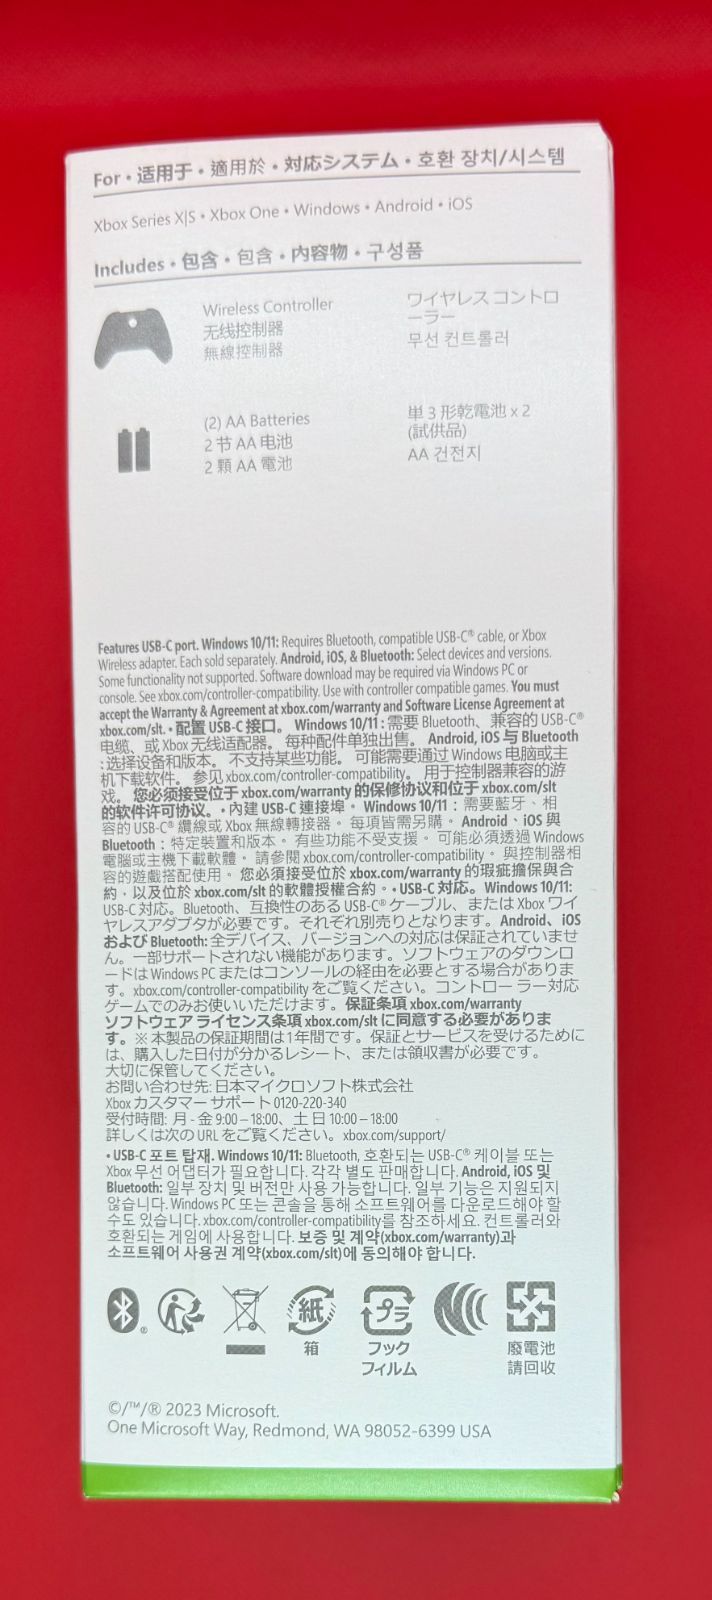 For • 适用于 • 適用於 • 対応システム • 호환 장치/시스템
Xbox Series X|S • Xbox One • Windows • Android • iOS
Includes • 包含 • 包含 • 内容物 • 구성품
Wireless Controller
无线控制器
無線控制器
ワイヤレス コントロ
ーラー
무선 컨트롤러
(2) AA Batteries
2 节 AA 电池
2 顆 AA 電池
単 3 形乾電池 x 2
(試供品)
AA 건전지
Features USB-C port. Windows 10/11: Requires Bluetooth, compatible USB-C® cable, or Xbox
Wireless adapter. Each sold separately. Android, iOS, & Bluetooth: Select devices and versions.
Some functionality not supported. Software download may be required via Windows PC or
console. See xbox.com/controller-compatibility. Use with controller compatible games. You must
accept the Warranty & Agreement at xbox.com/warranty and Software License Agreement at
xbox.com/slt. • 配置 USB-C 接口。 Windows 10/11 : 需要 Bluetooth、兼容的 USB-C®
电缆、或 Xbox 无线适配器。 每种配件单独出售。 Android, iOS 与 Bluetooth
: 选择设备和版本。 不支持某些功能。 可能需要通过 Windows 电脑或主
机下载软件。 参见 xbox.com/controller-compatibility。 用于控制器兼容的游
戏。 您必须接受位于 xbox.com/warranty 的保修协议和位于 xbox.com/slt
的软件许可协议。 • 內建 USB-C 連接埠。 Windows 10/11：需要藍牙、相
容的 USB-C® 纜線或 Xbox 無線轉接器。 每項皆需另購。 Android、iOS 與
Bluetooth：特定裝置和版本。 有些功能不受支援。 可能必須透過 Windows
電腦或主機下載軟體。 請參閱 xbox.com/controller-compatibility。 與控制器相
容的遊戲搭配使用。 您必須接受位於 xbox.com/warranty 的瑕疵擔保與合
約，以及位於 xbox.com/slt 的軟體授權合約。 • USB-C 対応。Windows 10/11:
USB-C 対応。Bluetooth、互換性のある USB-C® ケーブル、または Xbox ワイ
ヤレスアダプタが必要です。それぞれ別売りとなります。Android、iOS
および Bluetooth: 全デバイス、バージョンへの対応は保証されていませ
ん。一部サポートされない機能があります。ソフトウェアのダウンロ
ードは Windows PC またはコンソールの経由を必要とする場合がありま
す。xbox.com/controller-compatibility をご覧ください。コントロー ラー対応
ゲームでのみお使いいただけます。保証条項 xbox.com/warranty
ソフトウェア ライセンス条項 xbox.com/slt に同意する必要がありま
す。※本製品の保証期間は1年間です。保証とサービスを受けるために
は、購入した日付が分かるレシート、または領収書が必要です。
大切に保管してください。
お問い合わせ先: 日本マイクロソフト株式会社
Xbox カスタマー サポート 0120-220-340
受付時間: 月 - 金 9:00 – 18:00、土 日 10:00 – 18:00
詳しくは次の URL をご覧ください。xbox.com/support/
• USB-C 포트 탑재. Windows 10/11: Bluetooth, 호환되는 USB-C® 케이블 또는
Xbox 무선 어댑터가 필요합니다. 각각 별도 판매합니다. Android, iOS 및
Bluetooth: 일부 장치 및 버전만 사용 가능합니다. 일부 기능은 지원되지
않습니다. Windows PC 또는 콘솔을 통해 소프트웨어를 다운로드해야 할
수도 있습니다. xbox.com/controller-compatibility를 참조하세요. 컨트롤러와
호환되는 게임에 사용합니다. 보증 및 계약(xbox.com/warranty)과
소프트웨어 사용권 계약(xbox.com/slt)에 동의해야 합니다.
紙
箱
プラ
フック
フィルム
廢電池
請回收
©/™/® 2023 Microsoft.
One Microsoft Way, Redmond, WA 98052-6399 USA